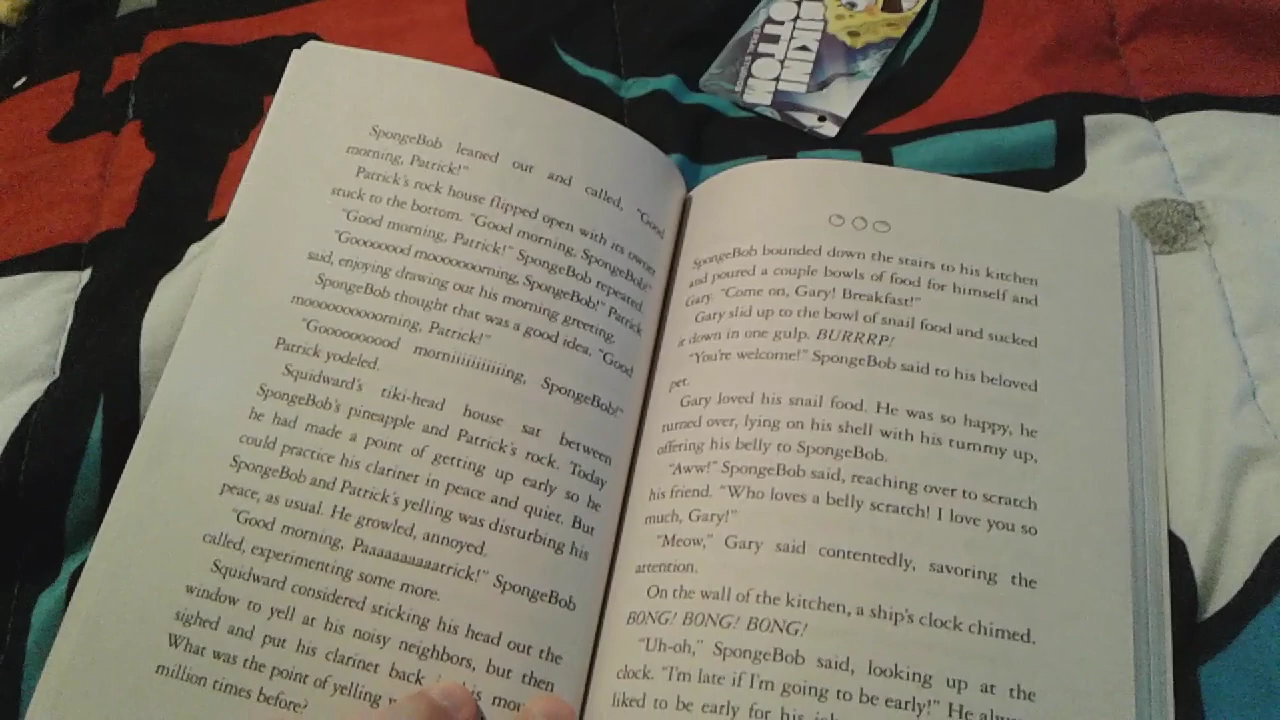 BIKINI
BOTTOM
SpongeBob leaned out and called, "Good
morning, Patrick!"
Patrick's rock house flipped open with its owner
stuck to the bottom. "Good morning, SpongeBob!"
"Good morning, Patrick!" SpongeBob repeated.
"Gooooood mooooooorning, SpongeBob!" Patrick
said, enjoying drawing out his morning greeting.
SpongeBob thought that was a good idea, "Good
moooooooorning, Patrick!"
"Gooooooood morniiiiiiiiiing, SpongeBob!"
Patrick yodeled.
Squidward's tiki-head house sat between
SpongeBob's pineapple and Patrick's rock. Today
he had made a point of getting up early so he
could practice his clarinet in peace and quiet. But
SpongeBob and Patrick's yelling was disturbing his
peace, as usual. He growled, annoyed.
"Good morning, Paaaaaaaaaatrick!" SpongeBob
called, experimenting some more.
Squidward considered sticking his head out the
window to yell at his noisy neighbors, but then
sighed and put his clarinet back
What was the point of yelling
million times before?
SpongeBob bounded down the stairs to his kitchen
and poured a couple bowls of food for himself and
Gary. "Come on, Gary! Breakfast!"
Gary slid up to the bowl of snail food and sucked
it down in one gulp. BURRRP!
"You're welcome!" SpongeBob said to his beloved
pet.
Gary loved his snail food. He was so happy, he
turned over, lying on his shell with his tummy up,
offering his belly to SpongeBob.
"Aww!" SpongeBob said, reaching over to scratch
his friend. "Who loves a belly scratch! I love you so
much, Gary!"
"Meow," Gary said contentedly, savoring the
attention.
On the wall of the kitchen, a ship's clock chimed.
BONG! BONG! BONG!
"Uh-oh," SpongeBob said, looking up at the
clock. "I'm late if I'm going to be early!" He
liked to be early for his